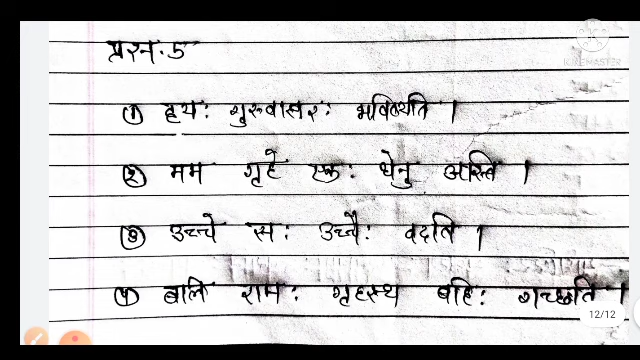 KINEMASTER
प्रश्न.5
(1) ह्यः गुरुवासरः भविष्यति ।
(2) मम गृहे एकः धेनु अस्ति ।
(3) उच्चे सः उच्चैः वदति ।
(4) बालि रामः गृहस्थ बहिः गच्छति ।
12/12